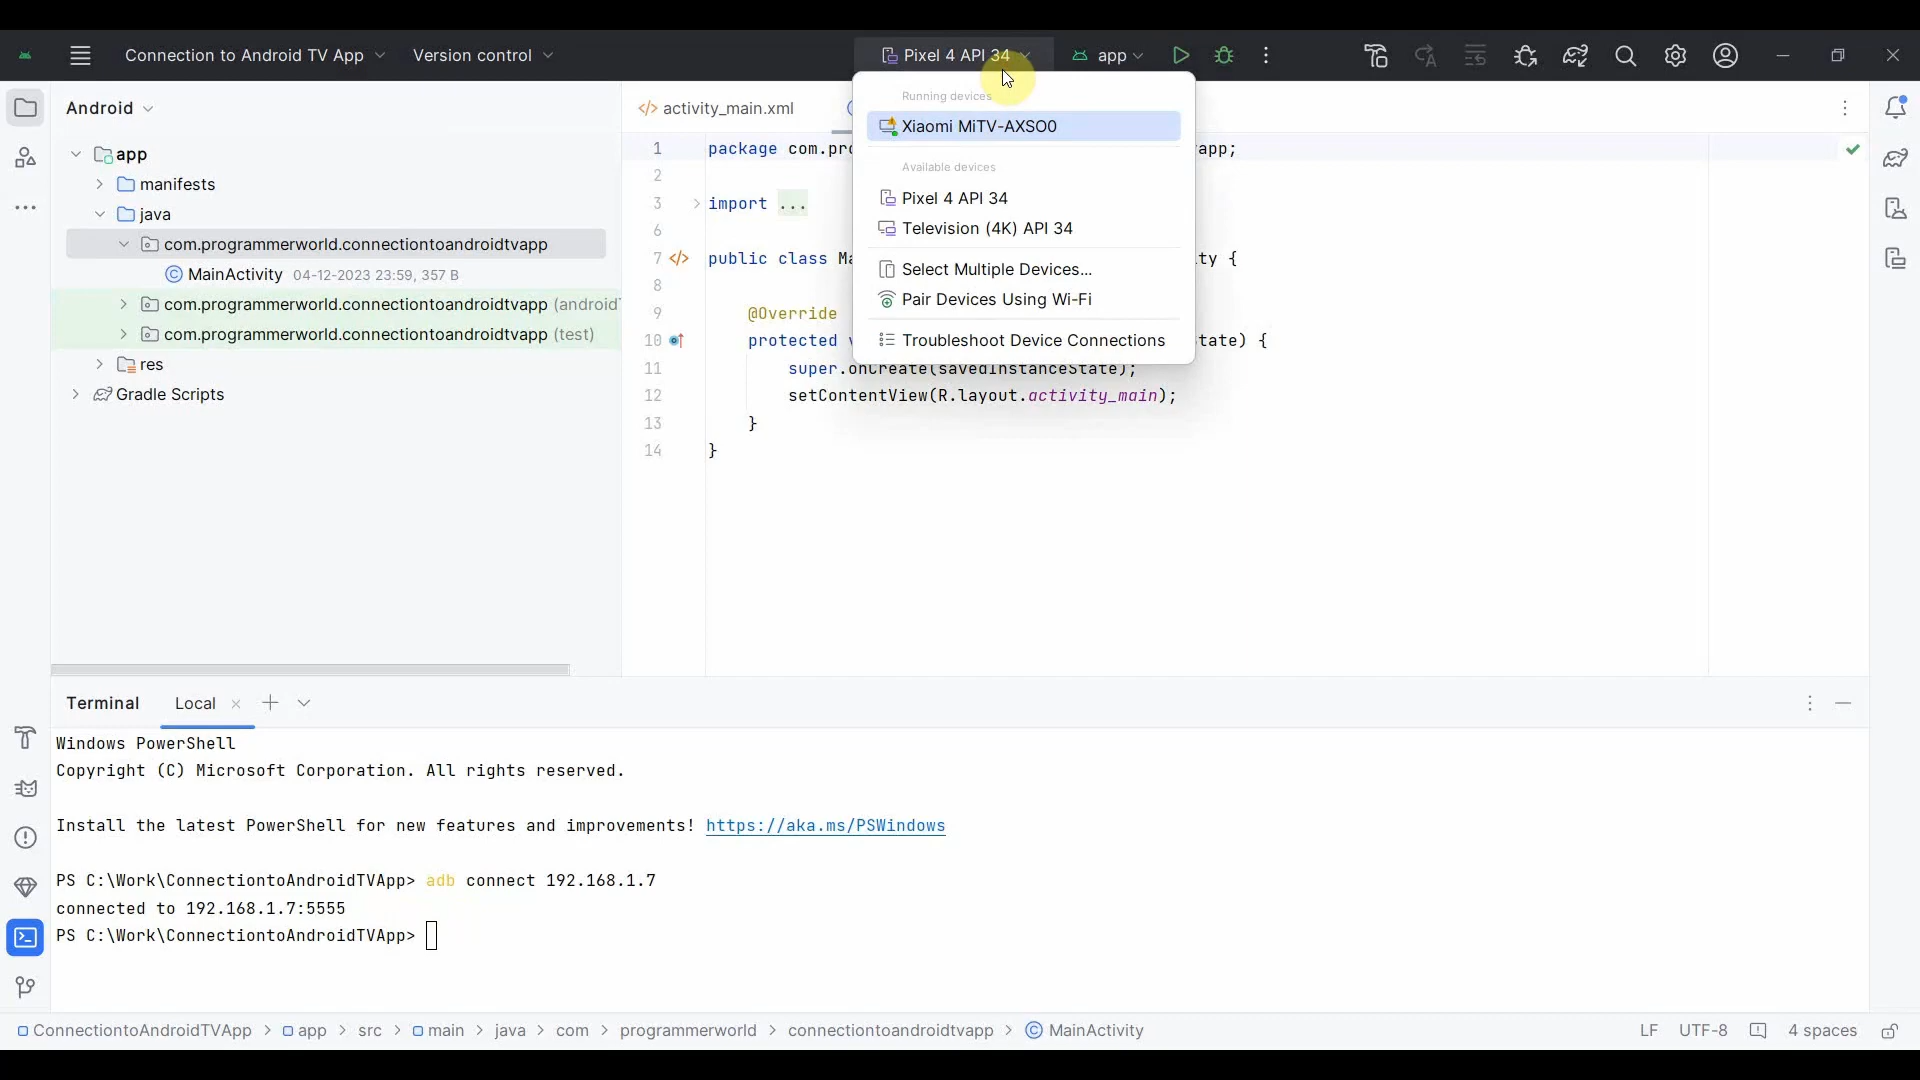 Connection to Android TV App
Version control
Pixel 4 API 34
app
Android
app
manifests
java
com.programmerworld.connectiontoandroidtvapp
MainActivity 04-12-2023 23:59, 357 B
com.programmerworld.connectiontoandroidtvapp (android
com.programmerworld.connectiontoandroidtvapp (test)
res
Gradle Scripts
</> activity_main.xml
Running devices
Xiaomi MiTV-AXSO0
Available devices
Pixel 4 API 34
Television (4K) API 34
Select Multiple Devices...
Pair Devices Using Wi-Fi
Troubleshoot Device Connections
1 package com.pro app;
2
3 import ...
6
7 </> public class Ma ty {
8
9 @Override
10 protected v tate) {
11 super.onCreate(savedInstanceState);
12 setContentView(R.layout.activity_main);
13 }
14 }
Terminal Local
Windows PowerShell
Copyright (C) Microsoft Corporation. All rights reserved.
Install the latest PowerShell for new features and improvements! https://aka.ms/PSWindows
PS C:\Work\ConnectiontoAndroidTVApp> adb connect 192.168.1.7
connected to 192.168.1.7:5555
PS C:\Work\ConnectiontoAndroidTVApp>
ConnectiontoAndroidTVApp > app > src > main > java > com > programmerworld > connectiontoandroidtvapp > MainActivity
LF UTF-8 4 spaces